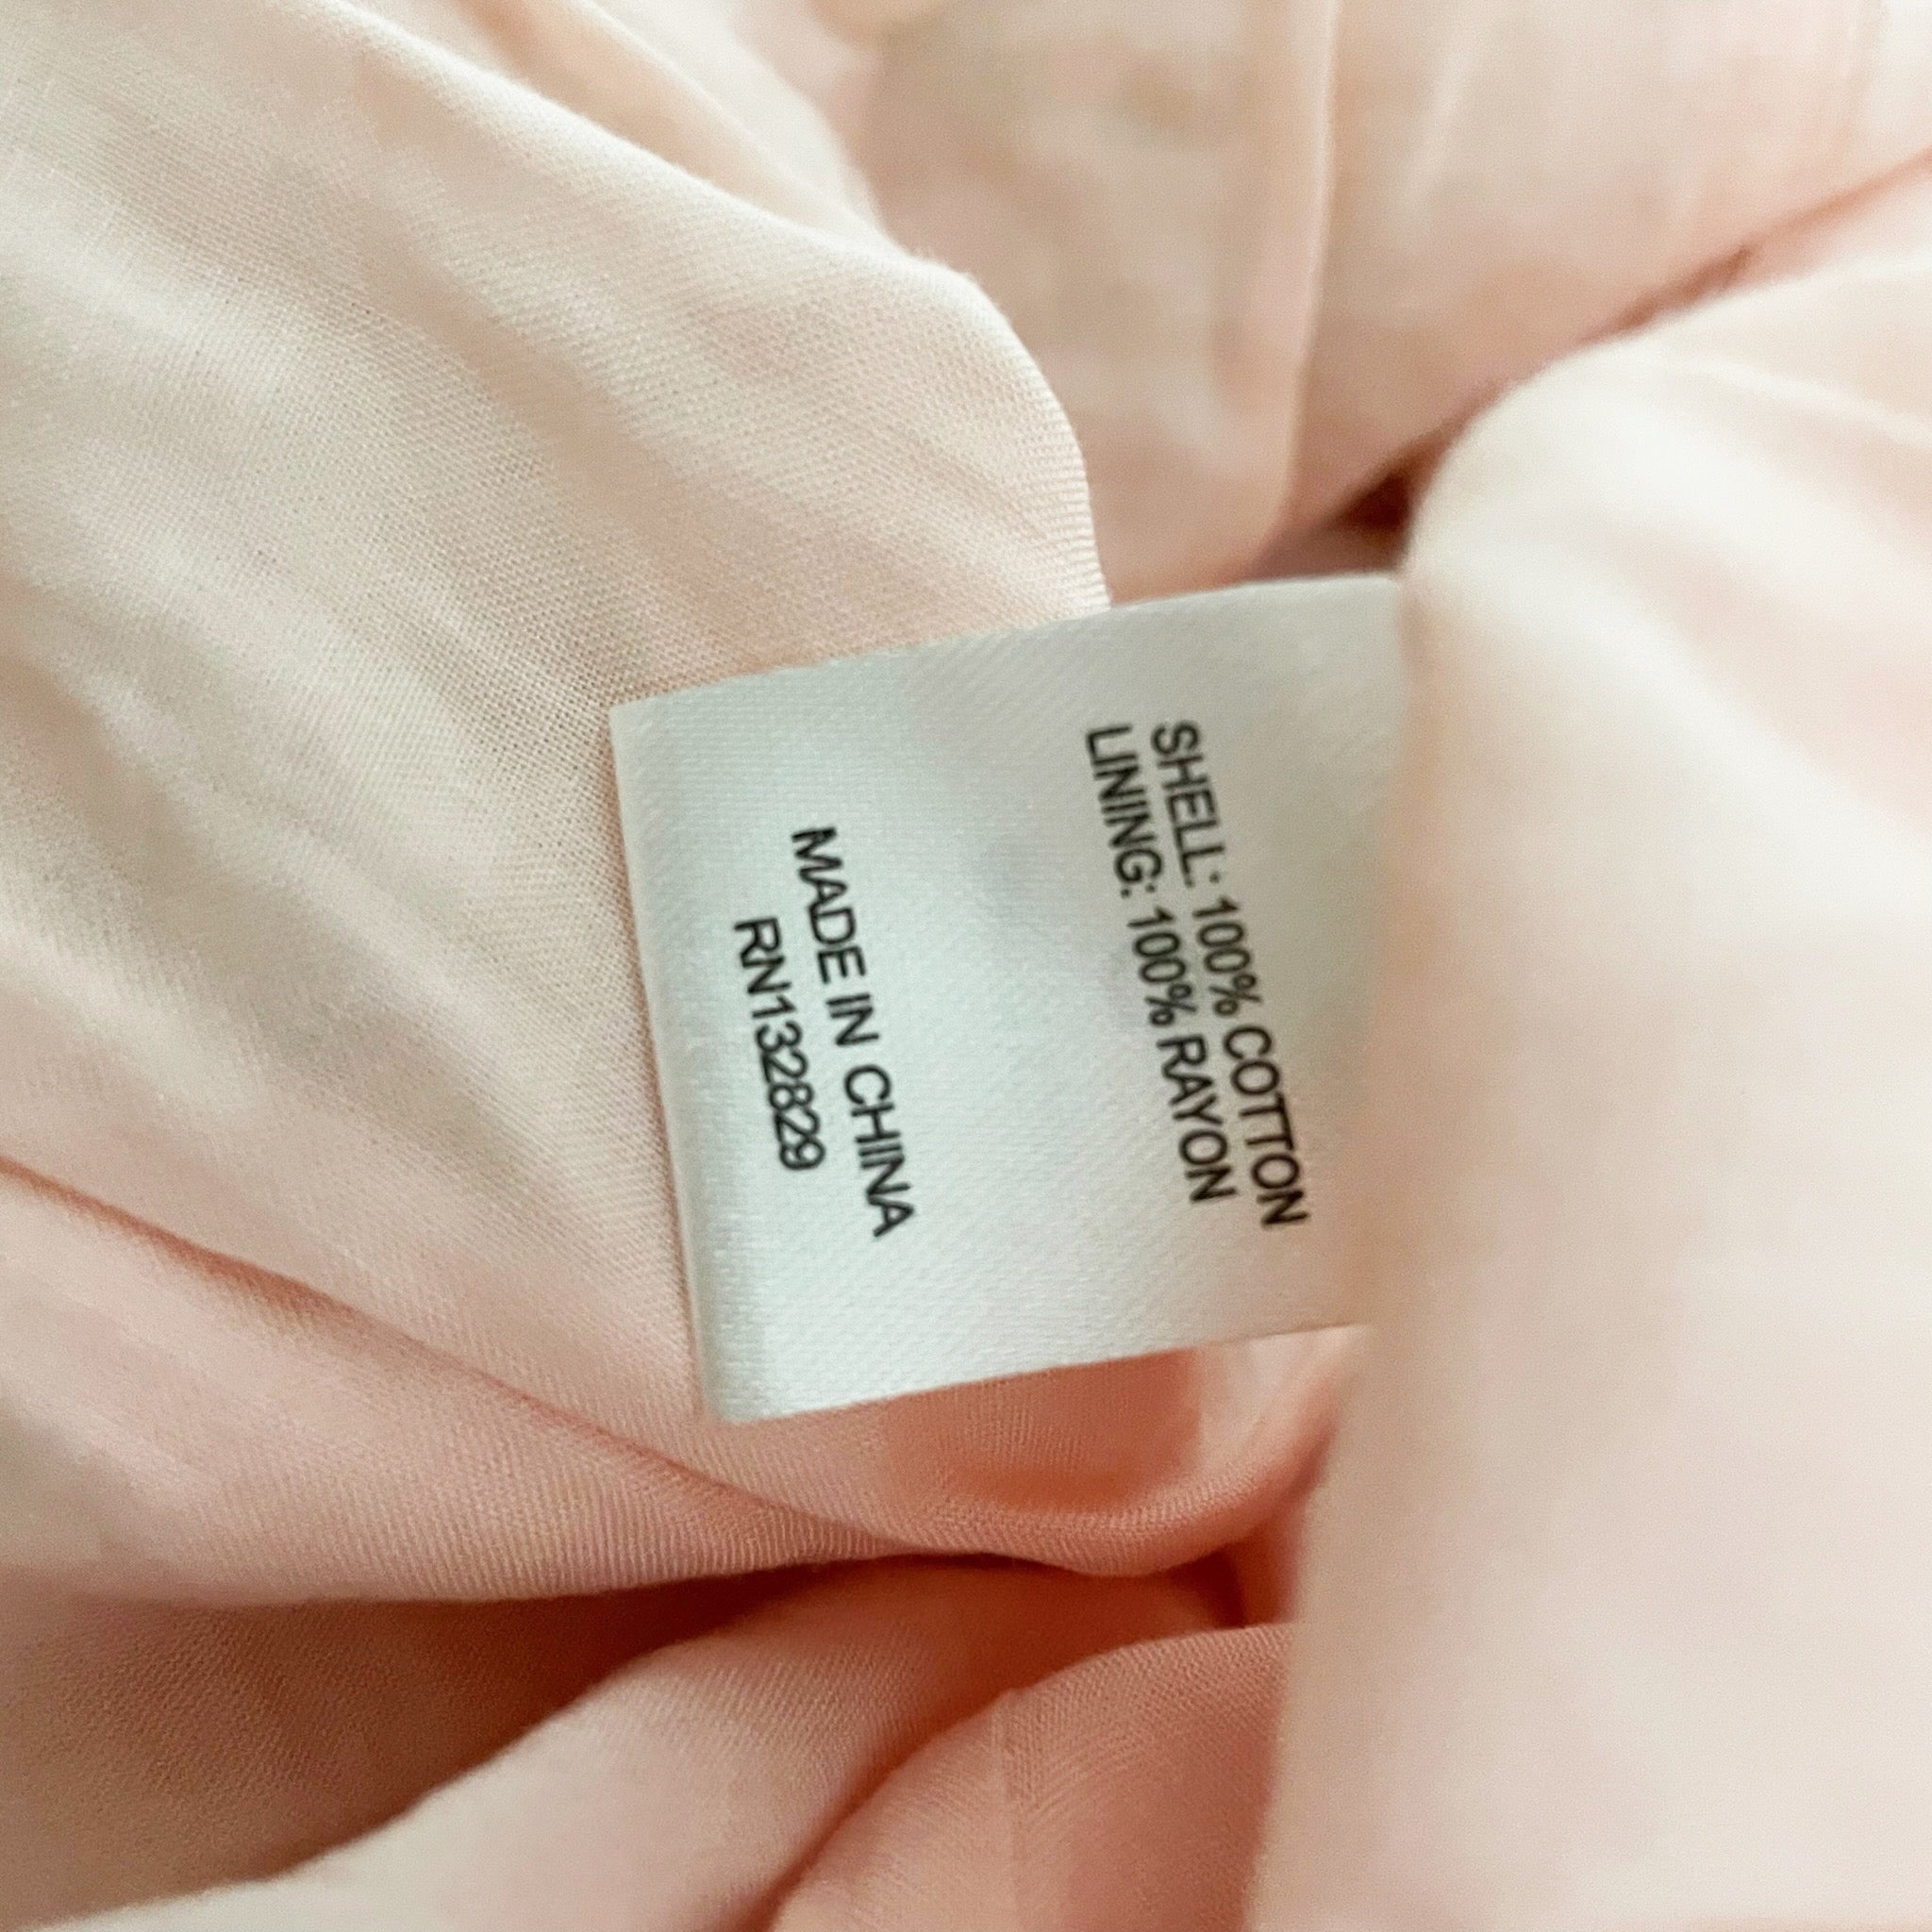 SHELL: 100% COTTON
LINING: 100% RAYON
MADE IN CHINA
RN132829